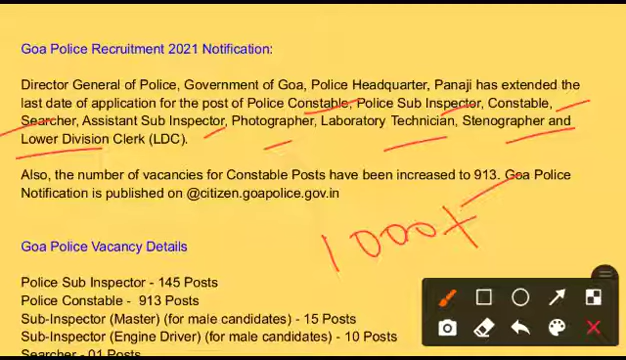 Goa Police Recruitment 2021 Notification:
Director General of Police, Government of Goa, Police Headquarter, Panaji has extended the
last date of application for the post of Police Constable, Police Sub Inspector, Constable,
Searcher, Assistant Sub Inspector, Photographer, Laboratory Technician, Stenographer and
Lower Division Clerk (LDC).
Also, the number of vacancies for Constable Posts have been increased to 913. Goa Police
Notification is published on @citizen.goapolice.gov.in
1000+
Goa Police Vacancy Details
Police Sub Inspector - 145 Posts
Police Constable - 913 Posts
Sub-Inspector (Master) (for male candidates) - 15 Posts
Sub-Inspector (Engine Driver) (for male candidates) - 10 Posts
Searcher - 01 Posts